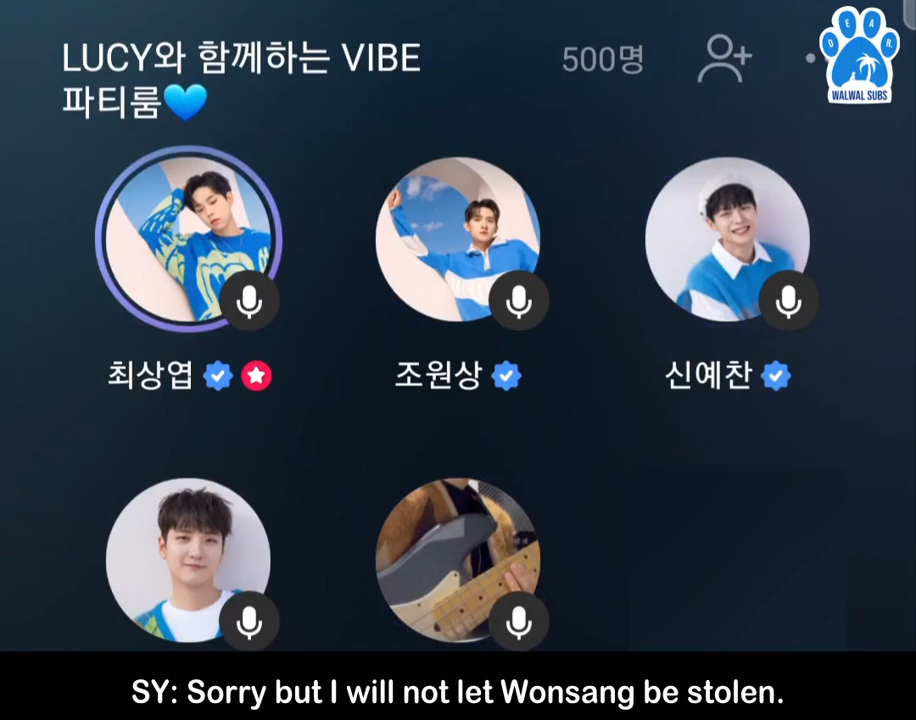 LUCY와 함께하는 VIBE
파티룸💙
500명
DEAR.
WALWAL SUBS
최상엽
조원상
신예찬
SY: Sorry but I will not let Wonsang be stolen.